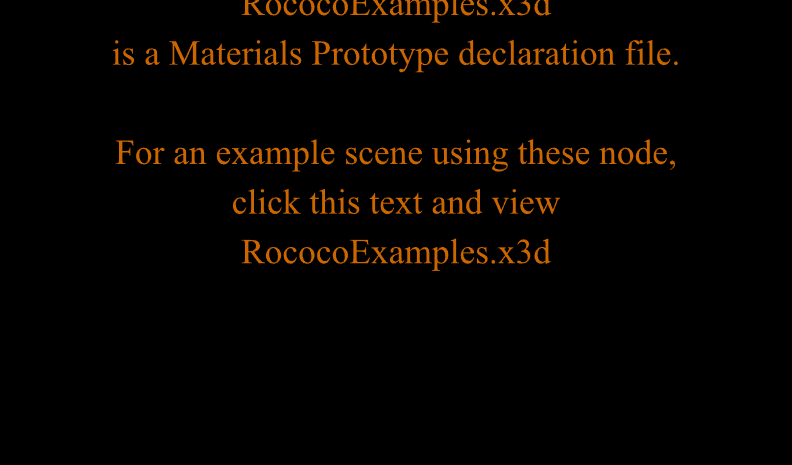 RococoExamples.x3d
is a Materials Prototype declaration file.
For an example scene using these node,
click this text and view
RococoExamples.x3d